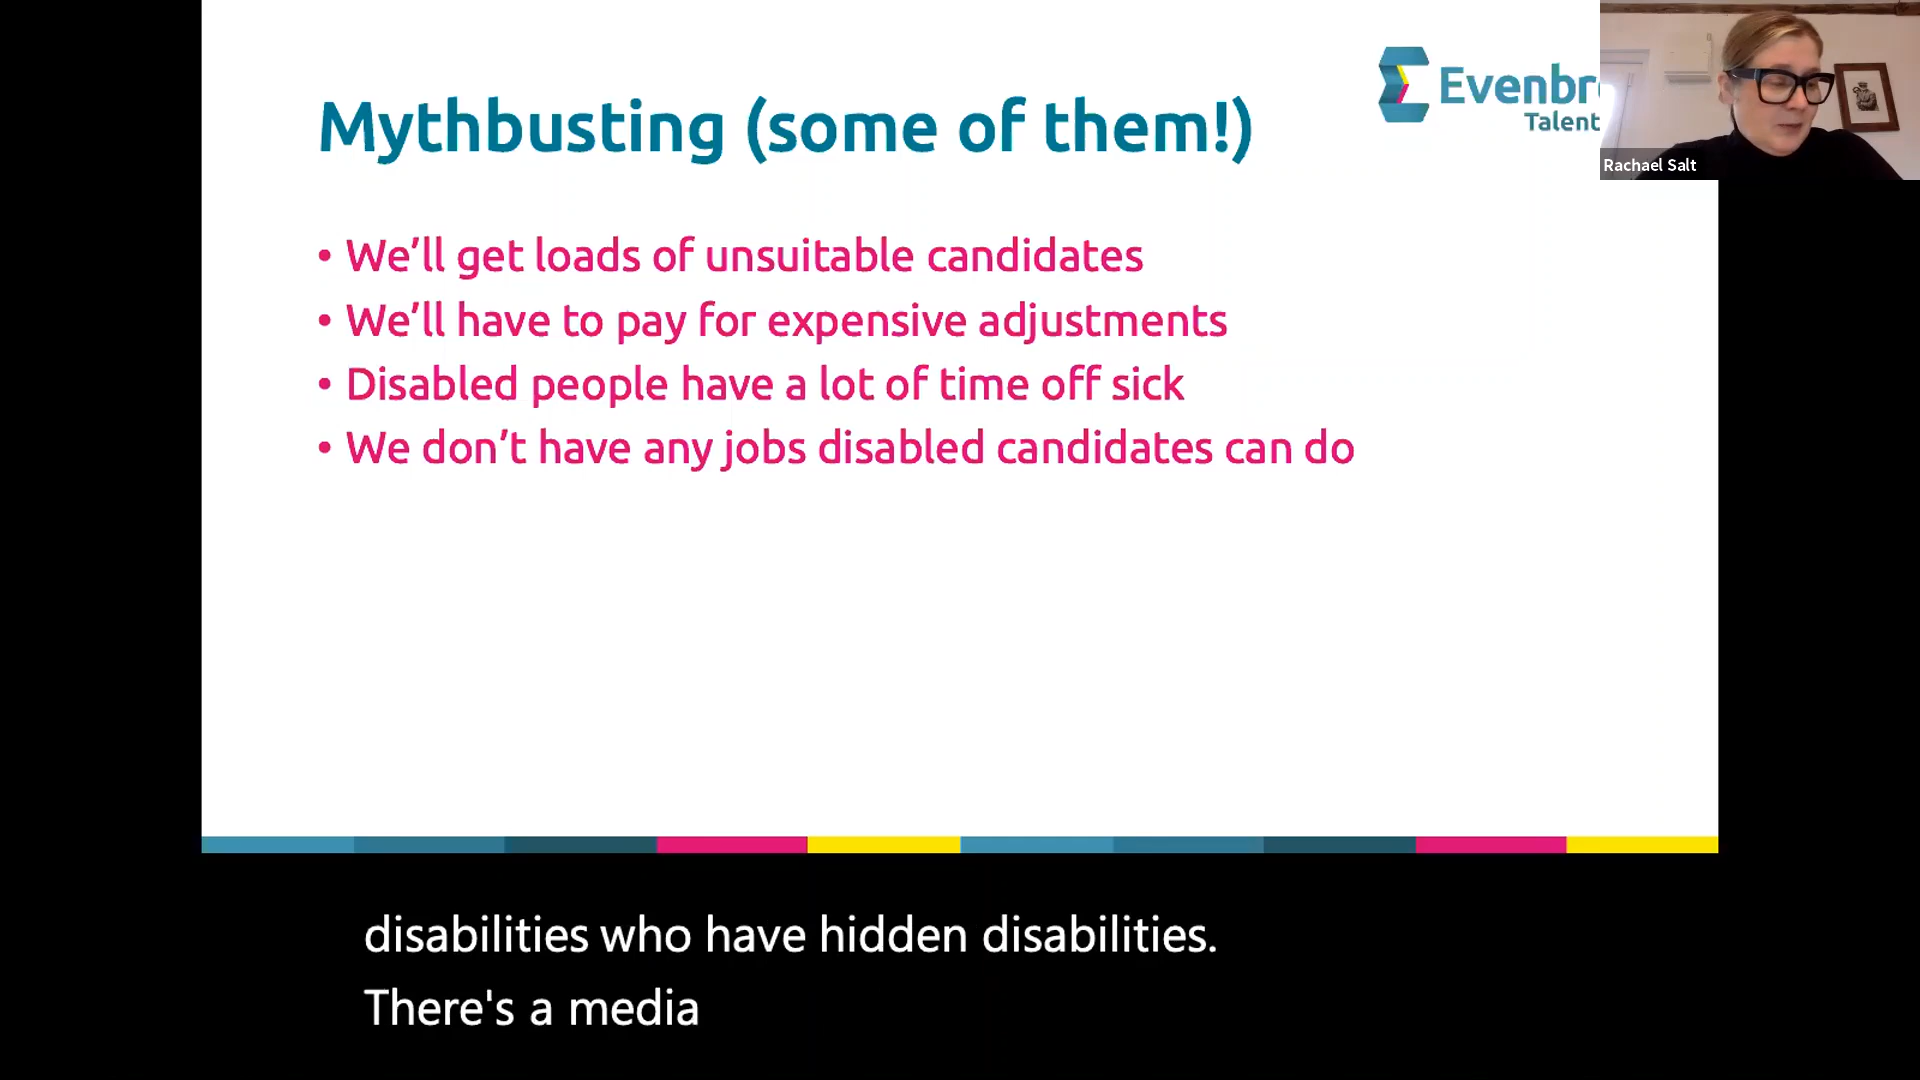 Mythbusting (some of them!)
Evenbr
Talent
Rachael Salt
• We’ll get loads of unsuitable candidates
• We’ll have to pay for expensive adjustments
• Disabled people have a lot of time off sick
• We don’t have any jobs disabled candidates can do
disabilities who have hidden disabilities.
There's a media